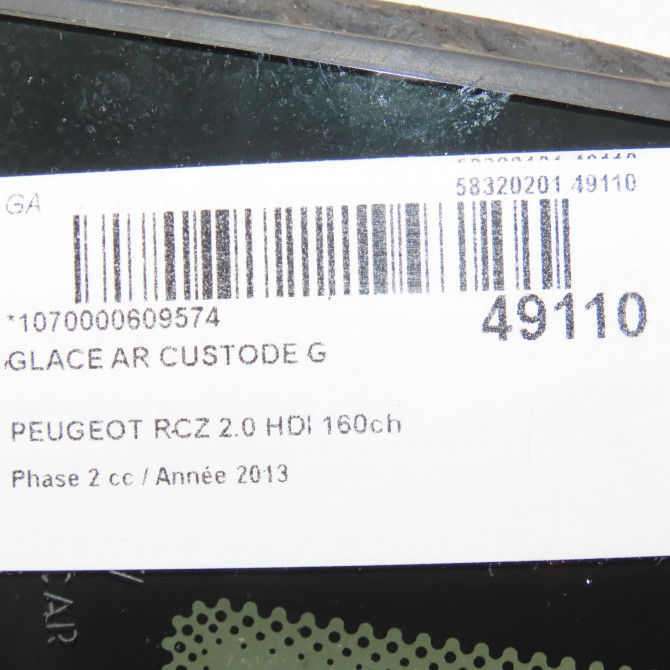 GA
58320201 49110
*1070000609574
49110
GLACE AR CUSTODE G
PEUGEOT RCZ 2.0 HDI 160ch
Phase 2 cc / Année 2013